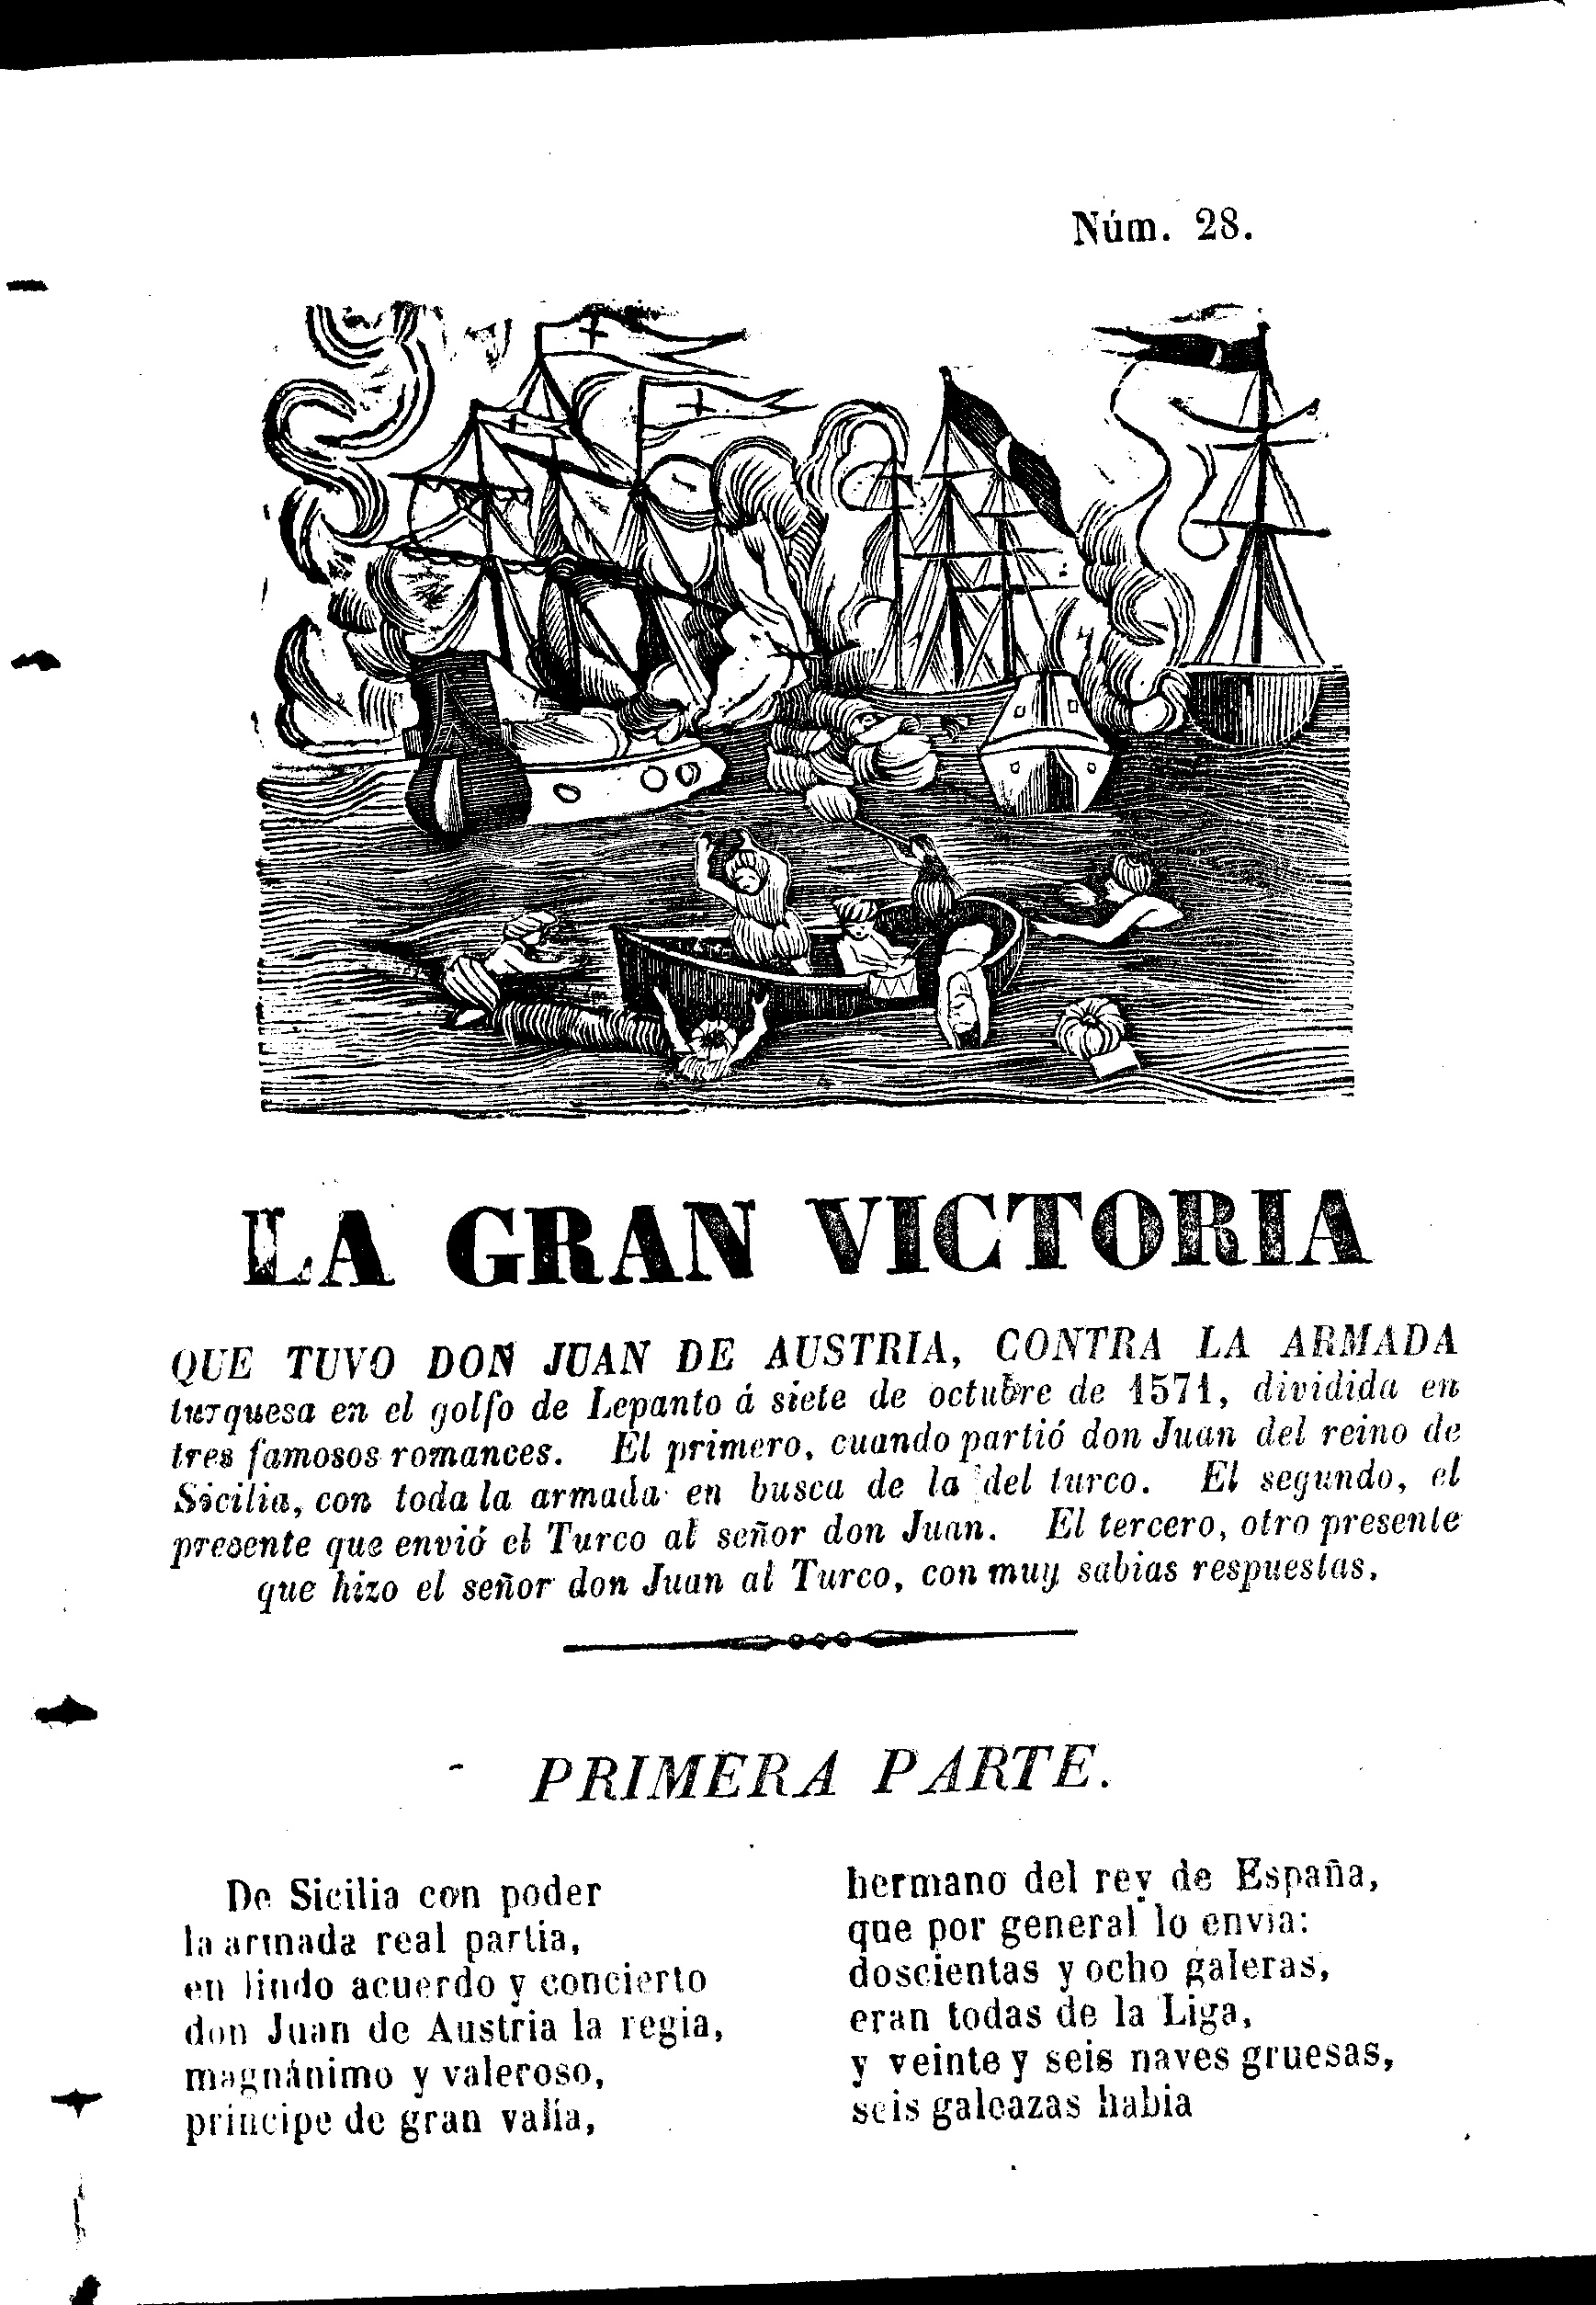 Núm. 28.
LA GRAN VICTORIA
QUE TUVO DON JUAN DE AUSTRIA, CONTRA LA ARMADA
turquesa en el golfo de Lepanto á siete de octubre de 1571, dividida en
tres famosos romances. El primero, cuando partió don Juan del reino de
Sicilia, con toda la armada en busca de la del turco. El segundo, el
presente que envió el Turco al señor don Juan. El tercero, otro presente
que hizo el señor don Juan al Turco, con muy sabias respuestas.
PRIMERA PARTE.
De Sicilia con poder
la armada real partia,
en lindo acuerdo y concierto
don Juan de Austria la regia,
magnánimo y valeroso,
principe de gran valía,
hermano del rey de España,
que por general lo envia:
doscientas y ocho galeras,
eran todas de la Liga,
y veinte y seis naves gruesas,
seis galeazas habia